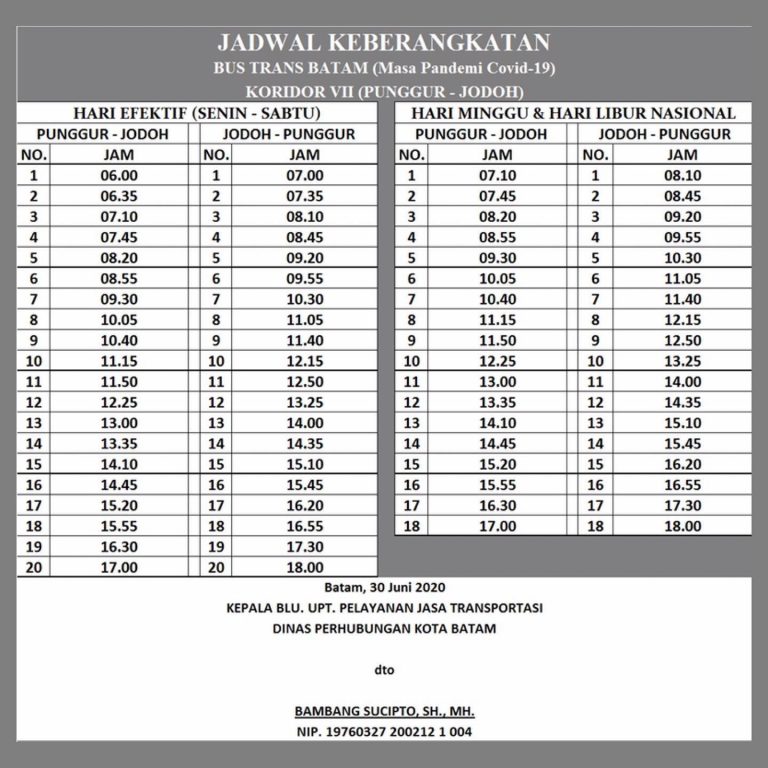 JADWAL KEBERANGKATAN
BUS TRANS BATAM (Masa Pandemi Covid-19)
KORIDOR VII (PUNGGUR - JODOH)
HARI EFEKTIF (SENIN - SABTU)
PUNGGUR - JODOH JODOH - PUNGGUR
NO. JAM NO. JAM
1 06.00 1 07.00
2 06.35 2 07.35
3 07.10 3 08.10
4 07.45 4 08.45
5 08.20 5 09.20
6 08.55 6 09.55
7 09.30 7 10.30
8 10.05 8 11.05
9 10.40 9 11.40
10 11.15 10 12.15
11 11.50 11 12.50
12 12.25 12 13.25
13 13.00 13 14.00
14 13.35 14 14.35
15 14.10 15 15.10
16 14.45 16 15.45
17 15.20 17 16.20
18 15.55 18 16.55
19 16.30 19 17.30
20 17.00 20 18.00
HARI MINGGU & HARI LIBUR NASIONAL
PUNGGUR - JODOH JODOH - PUNGGUR
NO. JAM NO. JAM
1 07.10 1 08.10
2 07.45 2 08.45
3 08.20 3 09.20
4 08.55 4 09.55
5 09.30 5 10.30
6 10.05 6 11.05
7 10.40 7 11.40
8 11.15 8 12.15
9 11.50 9 12.50
10 12.25 10 13.25
11 13.00 11 14.00
12 13.35 12 14.35
13 14.10 13 15.10
14 14.45 14 15.45
15 15.20 15 16.20
16 15.55 16 16.55
17 16.30 17 17.30
18 17.00 18 18.00
Batam, 30 Juni 2020
KEPALA BLU. UPT. PELAYANAN JASA TRANSPORTASI
DINAS PERHUBUNGAN KOTA BATAM
dto
BAMBANG SUCIPTO, SH., MH.
NIP. 19760327 200212 1 004